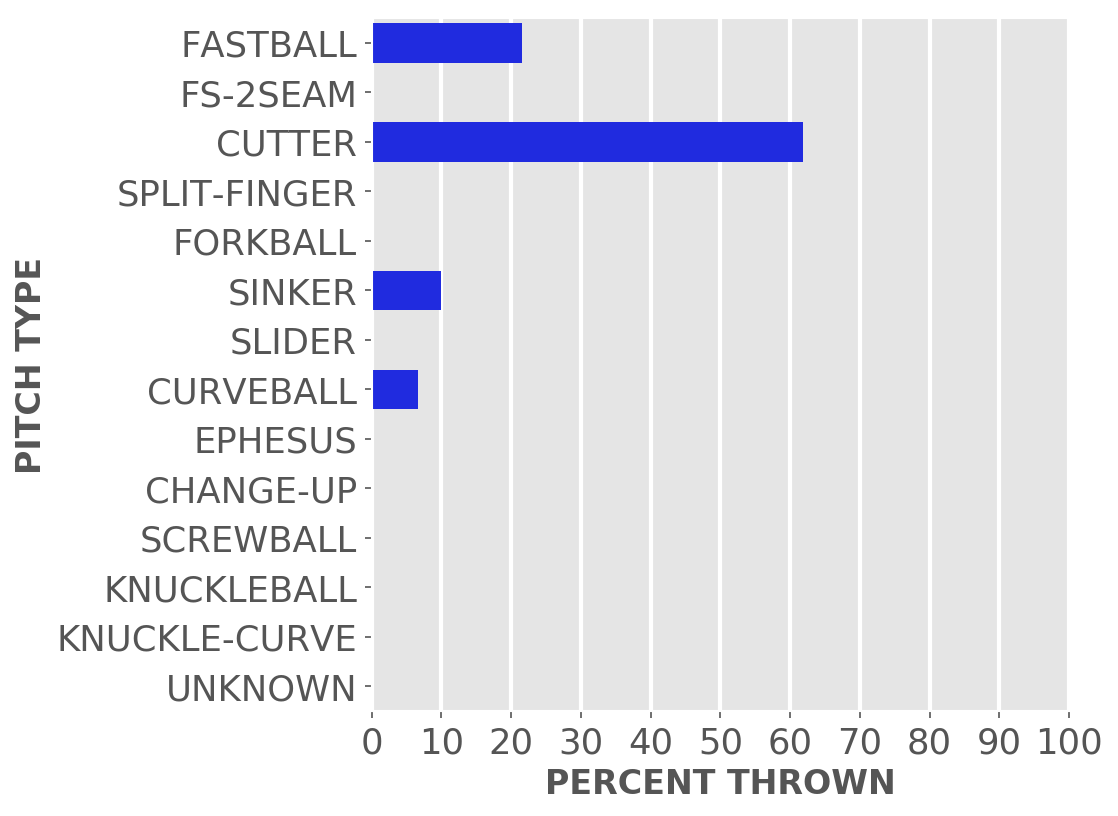 FASTBALL
FS-2SEAM
CUTTER
SPLIT-FINGER
FORKBALL
SINKER
SLIDER
CURVEBALL
EPHESUS
CHANGE-UP
SCREWBALL
KNUCKLEBALL
KNUCKLE-CURVE
UNKNOWN
PITCH TYPE
0 10 20 30 40 50 60 70 80 90 100
PERCENT THROWN